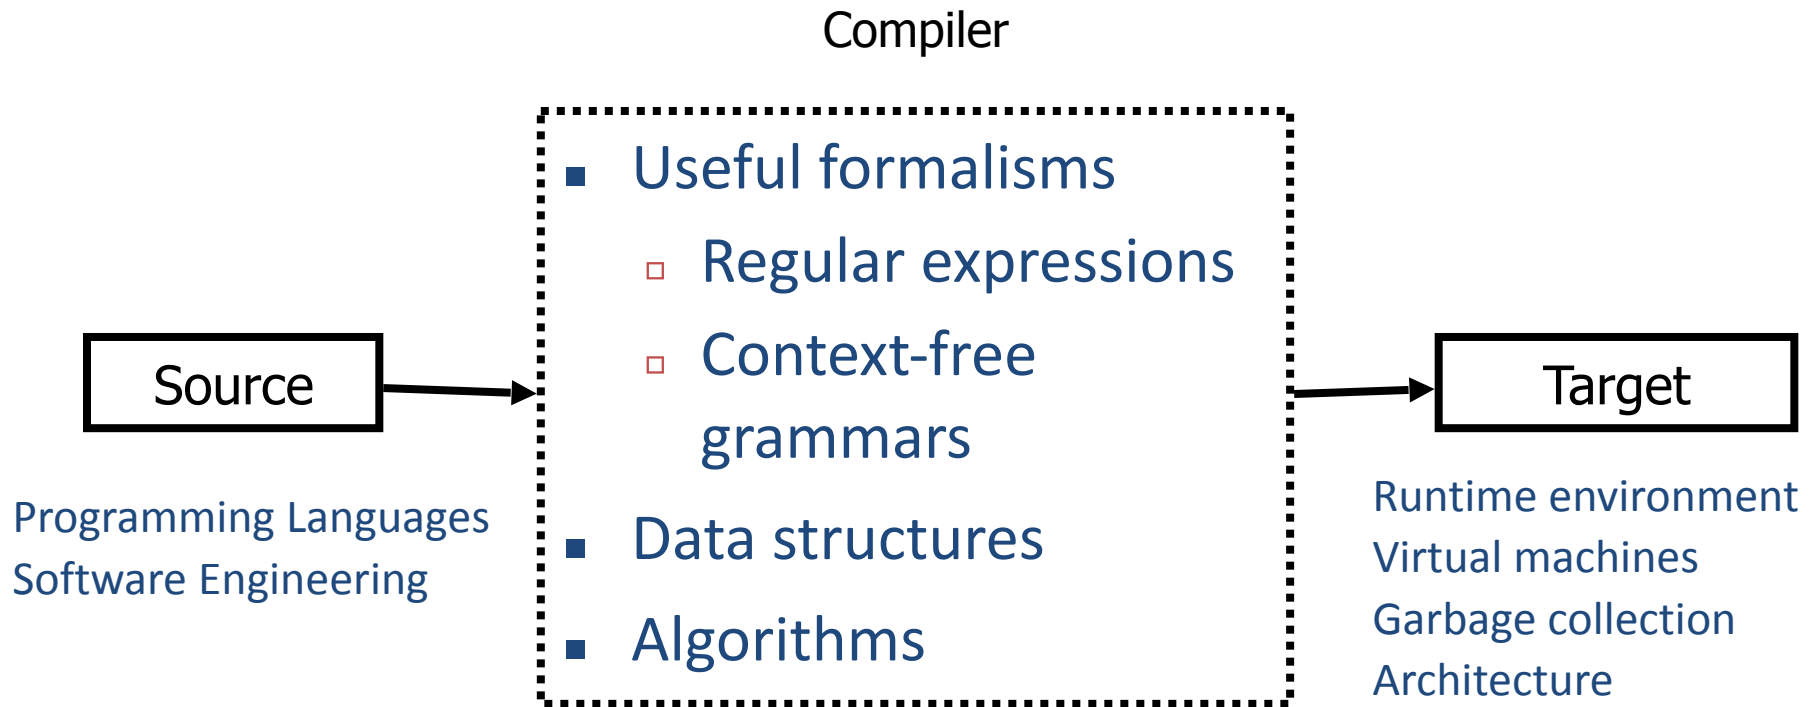 Compiler
Useful formalisms
Regular expressions
Context-free
grammars
Data structures
Algorithms
Source
Programming Languages
Software Engineering
Target
Runtime environment
Virtual machines
Garbage collection
Architecture